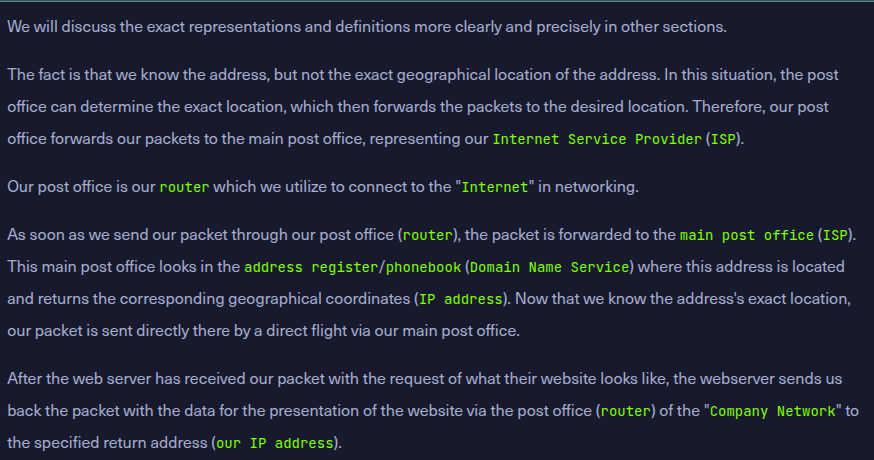 We will discuss the exact representations and definitions more clearly and precisely in other sections.
The fact is that we know the address, but not the exact geographical location of the address. In this situation, the post
office can determine the exact location, which then forwards the packets to the desired location. Therefore, our post
office forwards our packets to the main post office, representing our Internet Service Provider (ISP).
Our post office is our router which we utilize to connect to the "Internet" in networking.
As soon as we send our packet through our post office (router), the packet is forwarded to the main post office (ISP).
This main post office looks in the address register/phonebook (Domain Name Service) where this address is located
and returns the corresponding geographical coordinates (IP address). Now that we know the address's exact location,
our packet is sent directly there by a direct flight via our main post office.
After the web server has received our packet with the request of what their website looks like, the webserver sends us
back the packet with the data for the presentation of the website via the post office (router) of the "Company Network" to
the specified return address (our IP address).